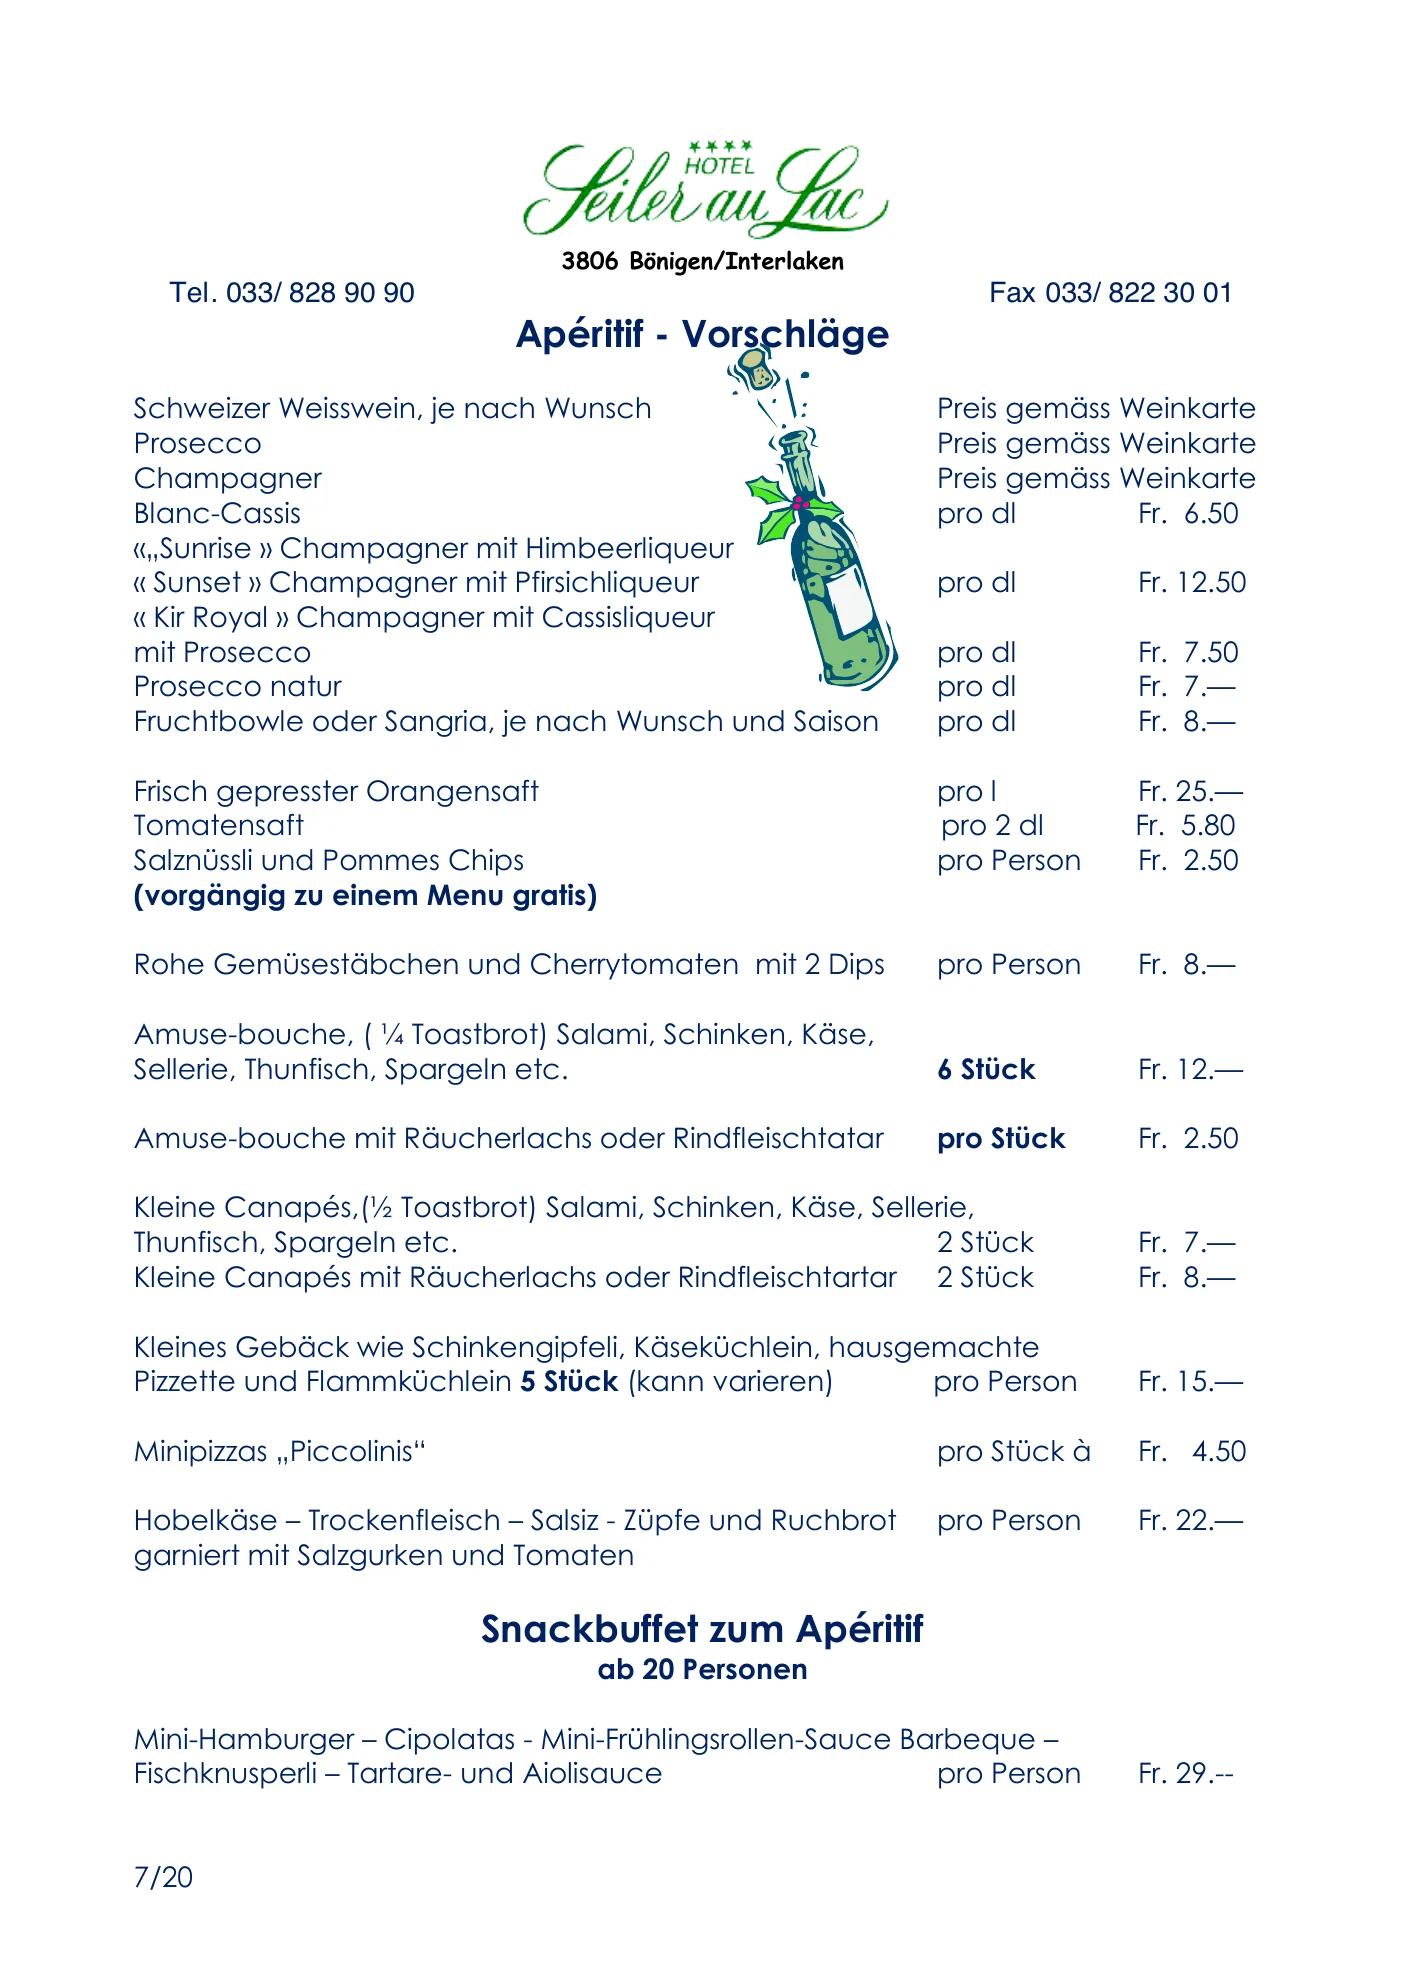 ★★★★
HOTEL
Seiler au Lac
3806 Bönigen/Interlaken
Tel. 033/ 828 90 90 Fax 033/ 822 30 01
Apéritif - Vorschläge
Schweizer Weisswein, je nach Wunsch Preis gemäss Weinkarte
Prosecco Preis gemäss Weinkarte
Champagner Preis gemäss Weinkarte
Blanc-Cassis pro dl Fr. 6.50
«„Sunrise » Champagner mit Himbeerliqueur
« Sunset » Champagner mit Pfirsichliqueur pro dl Fr. 12.50
« Kir Royal » Champagner mit Cassisliqueur
mit Prosecco pro dl Fr. 7.50
Prosecco natur pro dl Fr. 7.—
Fruchtbowle oder Sangria, je nach Wunsch und Saison pro dl Fr. 8.—
Frisch gepresster Orangensaft pro l Fr. 25.—
Tomatensaft pro 2 dl Fr. 5.80
Salznüssli und Pommes Chips pro Person Fr. 2.50
(vorgängig zu einem Menu gratis)
Rohe Gemüsestäbchen und Cherrytomaten mit 2 Dips pro Person Fr. 8.—
Amuse-bouche, ( ¼ Toastbrot) Salami, Schinken, Käse,
Sellerie, Thunfisch, Spargeln etc. 6 Stück Fr. 12.—
Amuse-bouche mit Räucherlachs oder Rindfleischtatar pro Stück Fr. 2.50
Kleine Canapés,(½ Toastbrot) Salami, Schinken, Käse, Sellerie,
Thunfisch, Spargeln etc. 2 Stück Fr. 7.—
Kleine Canapés mit Räucherlachs oder Rindfleischtartar 2 Stück Fr. 8.—
Kleines Gebäck wie Schinkengipfeli, Käseküchlein, hausgemachte
Pizzette und Flammküchlein 5 Stück (kann varieren) pro Person Fr. 15.—
Minipizzas „Piccolinis“ pro Stück à Fr. 4.50
Hobelkäse – Trockenfleisch – Salsiz - Züpfe und Ruchbrot pro Person Fr. 22.—
garniert mit Salzgurken und Tomaten
Snackbuffet zum Apéritif
ab 20 Personen
Mini-Hamburger – Cipolatas - Mini-Frühlingsrollen-Sauce Barbeque –
Fischknusperli – Tartare- und Aiolisauce pro Person Fr. 29.--
7/20